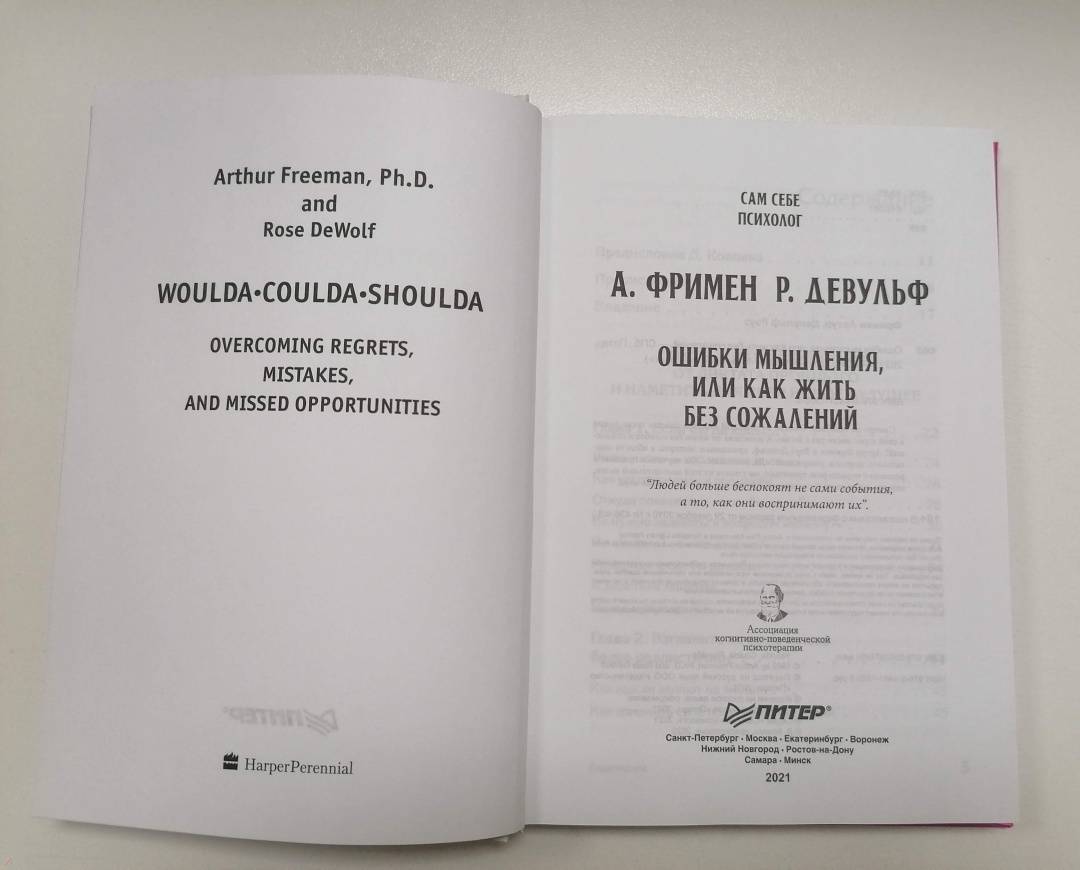 Arthur Freeman, Ph.D.
and
Rose DeWolf
WOULDA•COULDA•SHOULDA
OVERCOMING REGRETS,
MISTAKES,
AND MISSED OPPORTUNITIES
HarperPerennial
САМ СЕБЕ
ПСИХОЛОГ
А. ФРИМЕН Р. ДЕВУЛЬФ
ОШИБКИ МЫШЛЕНИЯ,
ИЛИ КАК ЖИТЬ
БЕЗ СОЖАЛЕНИЙ
"Людей больше беспокоят не сами события,
а то, как они воспринимают их".
Ассоциация
когнитивно-поведенческой
психотерапии
ПИТЕР®
Санкт-Петербург • Москва • Екатеринбург • Воронеж
Нижний Новгород • Ростов-на-Дону
Самара • Минск
2021